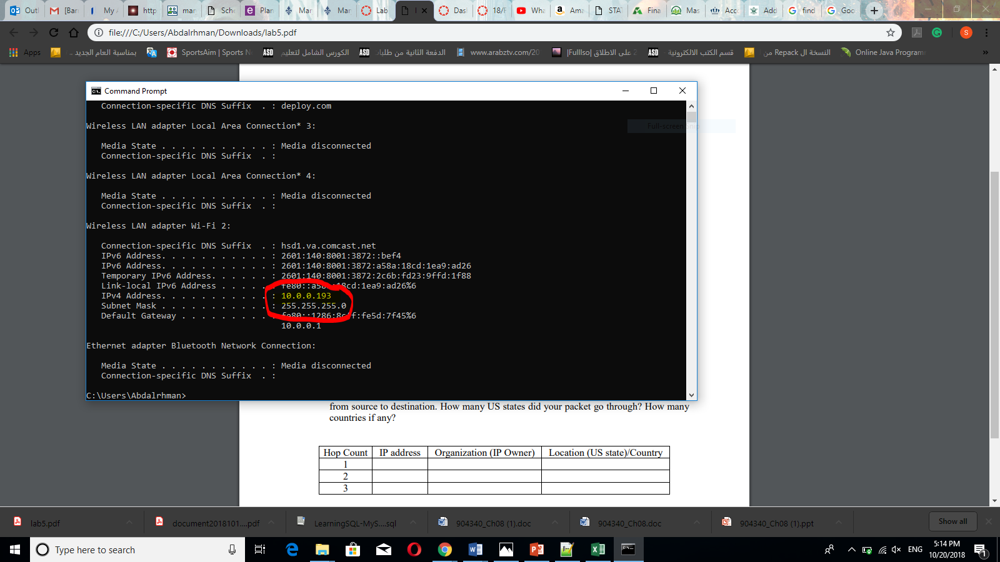 Outl
[Bar
My A
http
mar
Sch
Plan
Mar
Mar
Lab
Das
18/F
Wha
Ama
STAT
Fina
Mas
Acc
Add
find
Goo
file:///C:/Users/Abdalrhman/Downloads/lab5.pdf
S
Apps
بمناسبة العام الجديد ..
SportsAim | Sports N
ASD
الكورس الشامل لتعليم
ASD
الدفعة الثانية من طلبات
www.arabztv.com/20
2 على الاطلاق |Fulllso|
ASD
قسم الكتب الالكترونية
النسخة ال Repack من
Online Java Program
»
Command Prompt
Connection-specific DNS Suffix  . : deploy.com
Wireless LAN adapter Local Area Connection* 3:
Full-screen Snip
Media State . . . . . . . . . . . : Media disconnected
Connection-specific DNS Suffix  . :
Wireless LAN adapter Local Area Connection* 4:
Media State . . . . . . . . . . . : Media disconnected
Connection-specific DNS Suffix  . :
Wireless LAN adapter Wi-Fi 2:
Connection-specific DNS Suffix  . : hsd1.va.comcast.net
IPv6 Address. . . . . . . . . . . : 2601:140:8001:3872::bef4
IPv6 Address. . . . . . . . . . . : 2601:140:8001:3872:a58a:18cd:1ea9:ad26
Temporary IPv6 Address. . . . . . : 2601:140:8001:3872:2c6b:fd23:9ffd:1f88
Link-local IPv6 Address . . . . . : fe80::a58a:18cd:1ea9:ad26%6
IPv4 Address. . . . . . . . . . . : 10.0.0.193
Subnet Mask . . . . . . . . . . . : 255.255.255.0
Default Gateway . . . . . . . . . : fe80::1286:8cff:fe5d:7f45%6
10.0.0.1
Ethernet adapter Bluetooth Network Connection:
Media State . . . . . . . . . . . : Media disconnected
Connection-specific DNS Suffix  . :
C:\Users\Abdalrhman>
from source to destination. How many US states did your packet go through? How many
countries if any?
Hop Count IP address Organization (IP Owner) Location (US state)/Country
1
2
3
lab5.pdf
document2018101....pdf
LearningSQL-MyS....sql
904340_Ch08 (1).doc
904340_Ch08.doc
904340_Ch08 (1).ppt
Show all
Type here to search
ENG
5:14 PM
10/20/2018
1